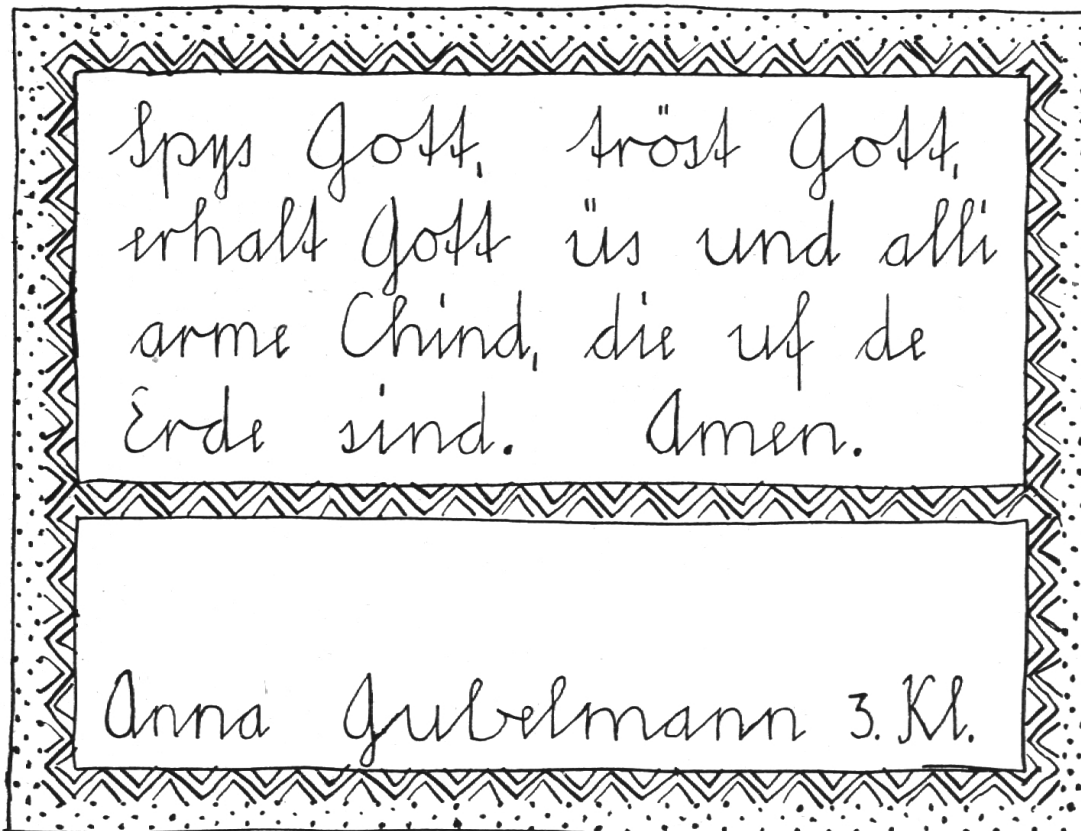 Spys Gott, tröst Gott,
erhalt Gott üs und alli
arme Chind, die uf de
Erde sind. Amen.
Anna Gubelmann 3. Kl.